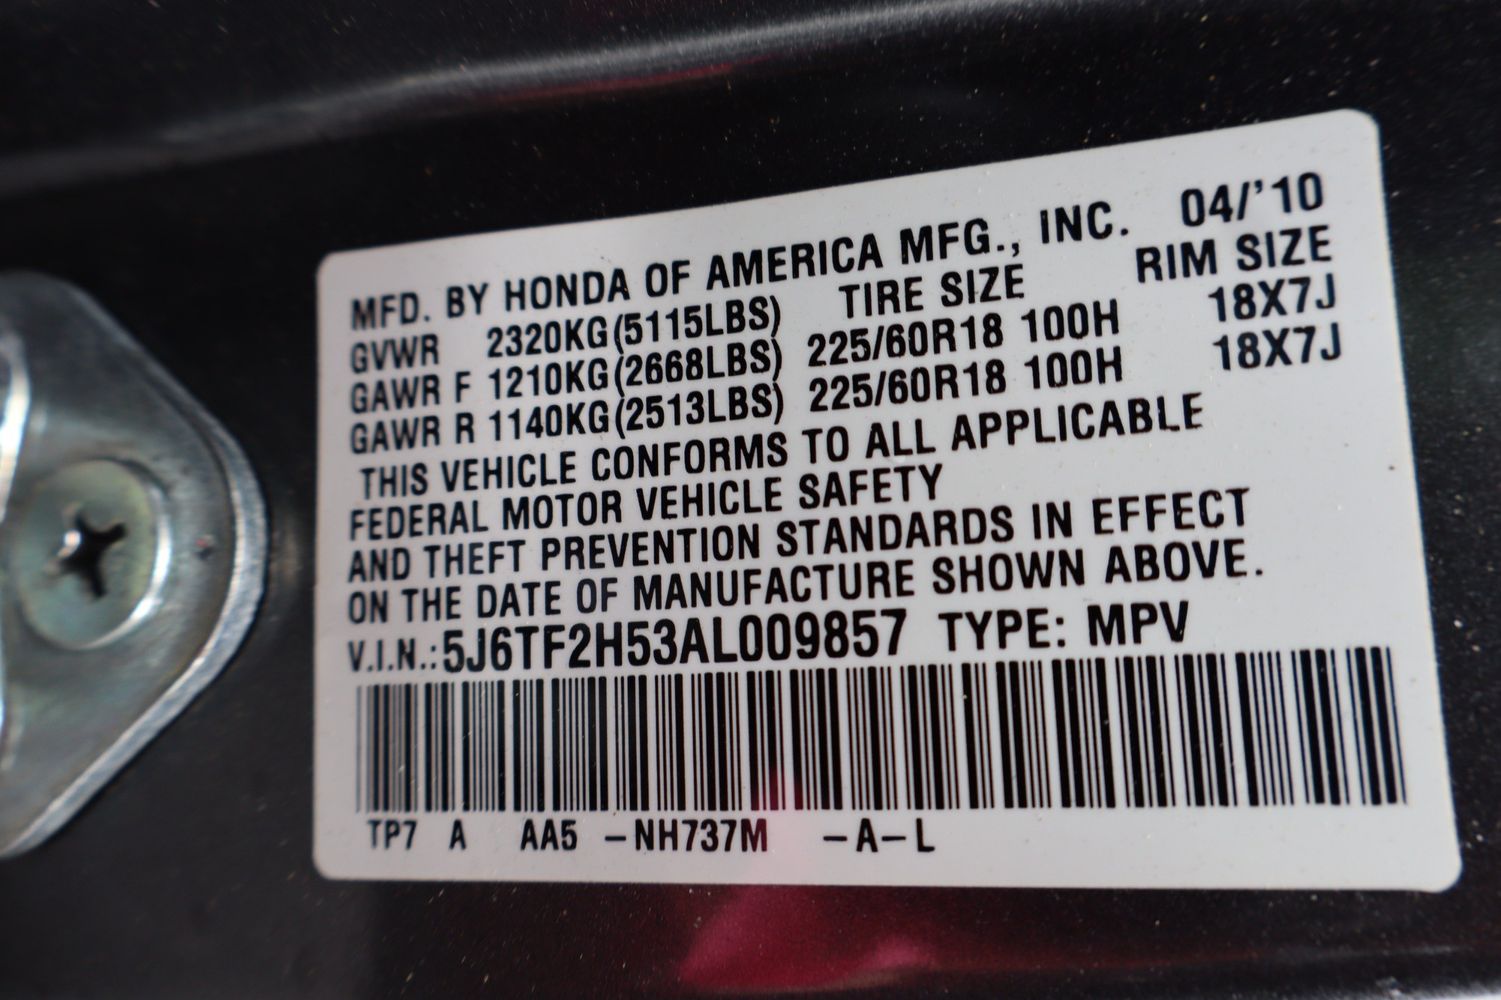 MFD. BY HONDA OF AMERICA MFG., INC. 04/'10
GVWR 2320KG(5115LBS) TIRE SIZE RIM SIZE
GAWR F 1210KG(2668LBS) 225/60R18 100H 18X7J
GAWR R 1140KG(2513LBS) 225/60R18 100H 18X7J
THIS VEHICLE CONFORMS TO ALL APPLICABLE
FEDERAL MOTOR VEHICLE SAFETY
AND THEFT PREVENTION STANDARDS IN EFFECT
ON THE DATE OF MANUFACTURE SHOWN ABOVE.
V.I.N.:5J6TF2H53AL009857 TYPE: MPV
TP7 A AA5 –NH737M –A–L